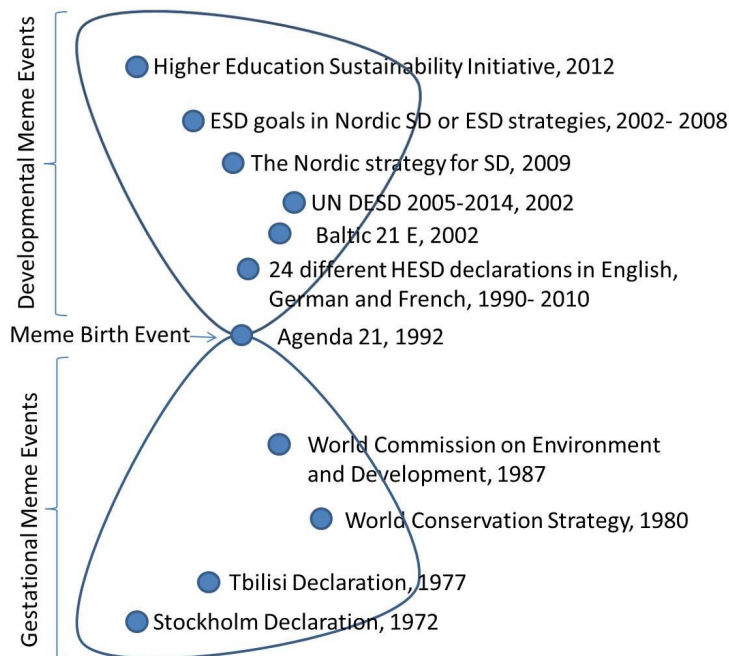 Developmental Meme Events
Higher Education Sustainability Initiative, 2012
ESD goals in Nordic SD or ESD strategies, 2002- 2008
The Nordic strategy for SD, 2009
UN DESD 2005-2014, 2002
Baltic 21 E, 2002
24 different HESD declarations in English,
German and French, 1990- 2010
Meme Birth Event
Agenda 21, 1992
Gestational Meme Events
World Commission on Environment
and Development, 1987
World Conservation Strategy, 1980
Tbilisi Declaration, 1977
Stockholm Declaration, 1972